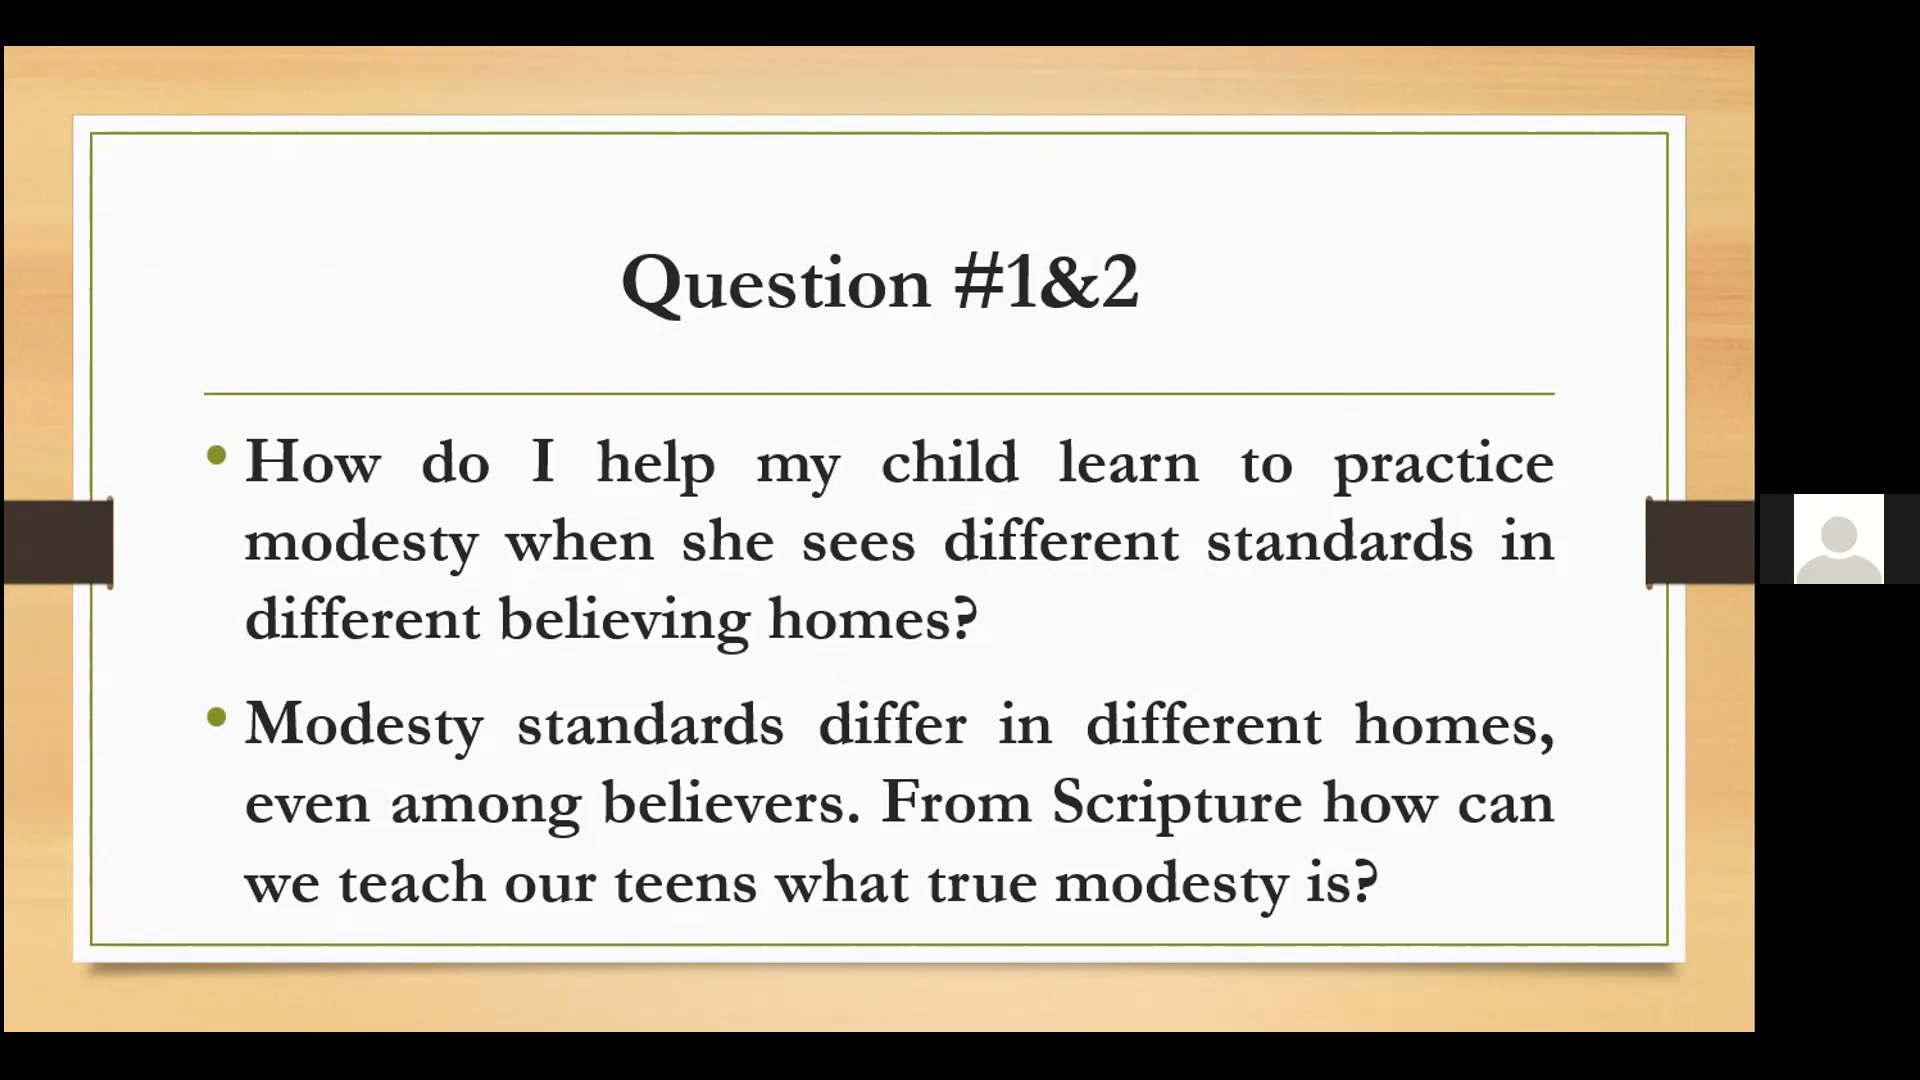 Question #1&2
• How do I help my child learn to practice
modesty when she sees different standards in
different believing homes?
• Modesty standards differ in different homes,
even among believers. From Scripture how can
we teach our teens what true modesty is?